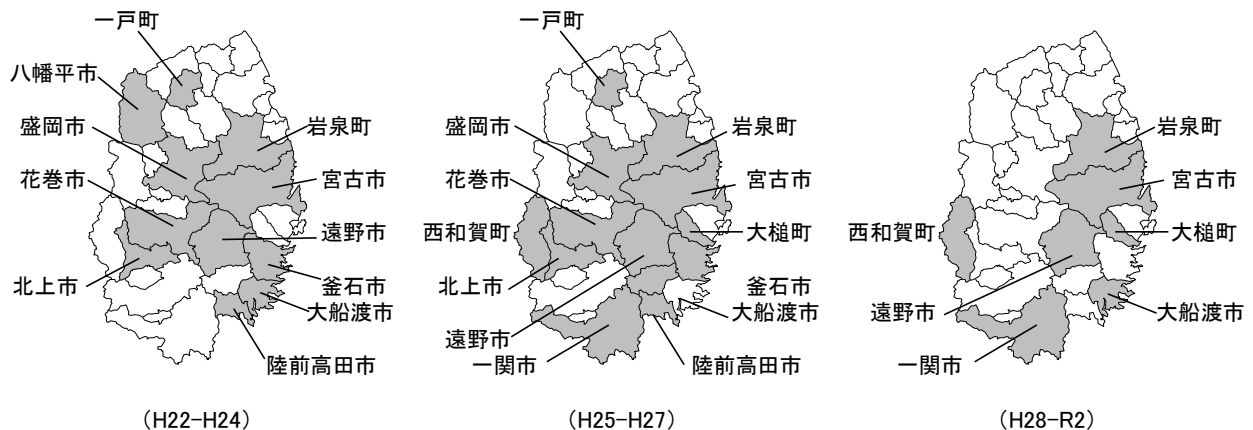 一戸町
八幡平市
盛岡市
岩泉町
花巻市
宮古市
遠野市
北上市
釜石市
大船渡市
陸前高田市
（H22-H24）
一戸町
盛岡市
岩泉町
花巻市
宮古市
西和賀町
大槌町
北上市
釜石市
大船渡市
遠野市
一関市
陸前高田市
（H25-H27）
岩泉町
宮古市
西和賀町
大槌町
遠野市
大船渡市
一関市
（H28-R2）